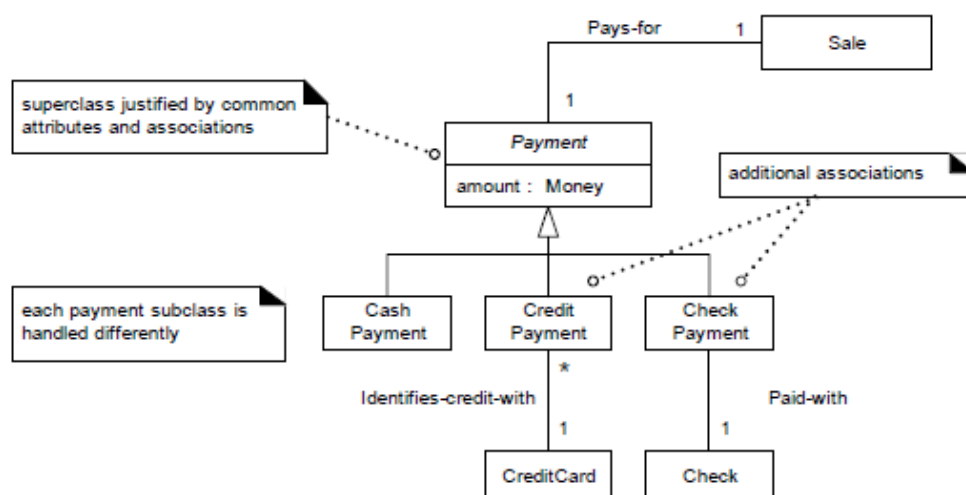 Pays-for
1
Sale
superclass justified by common
attributes and associations
1
Payment
amount : Money
additional associations
each payment subclass is
handled differently
Cash
Payment
Credit
Payment
Check
Payment
*
Identifies-credit-with
Paid-with
1
1
CreditCard
Check